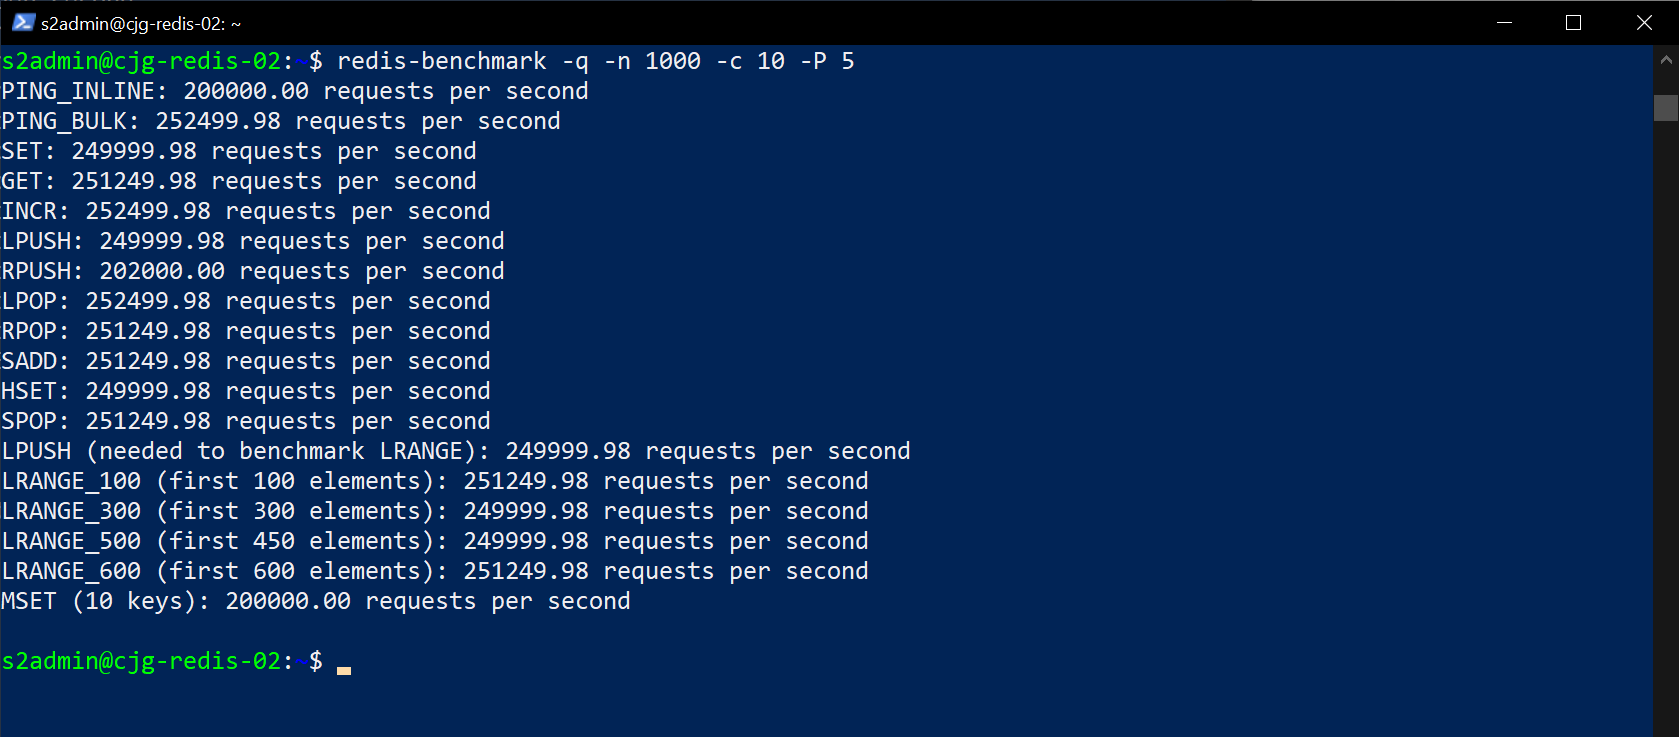 s2admin@cjg-redis-02: ~
s2admin@cjg-redis-02:~$ redis-benchmark -q -n 1000 -c 10 -P 5
PING_INLINE: 200000.00 requests per second
PING_BULK: 252499.98 requests per second
SET: 249999.98 requests per second
GET: 251249.98 requests per second
INCR: 252499.98 requests per second
LPUSH: 249999.98 requests per second
RPUSH: 202000.00 requests per second
LPOP: 252499.98 requests per second
RPOP: 251249.98 requests per second
SADD: 251249.98 requests per second
HSET: 249999.98 requests per second
SPOP: 251249.98 requests per second
LPUSH (needed to benchmark LRANGE): 249999.98 requests per second
LRANGE_100 (first 100 elements): 251249.98 requests per second
LRANGE_300 (first 300 elements): 249999.98 requests per second
LRANGE_500 (first 450 elements): 249999.98 requests per second
LRANGE_600 (first 600 elements): 251249.98 requests per second
MSET (10 keys): 200000.00 requests per second
s2admin@cjg-redis-02:~$